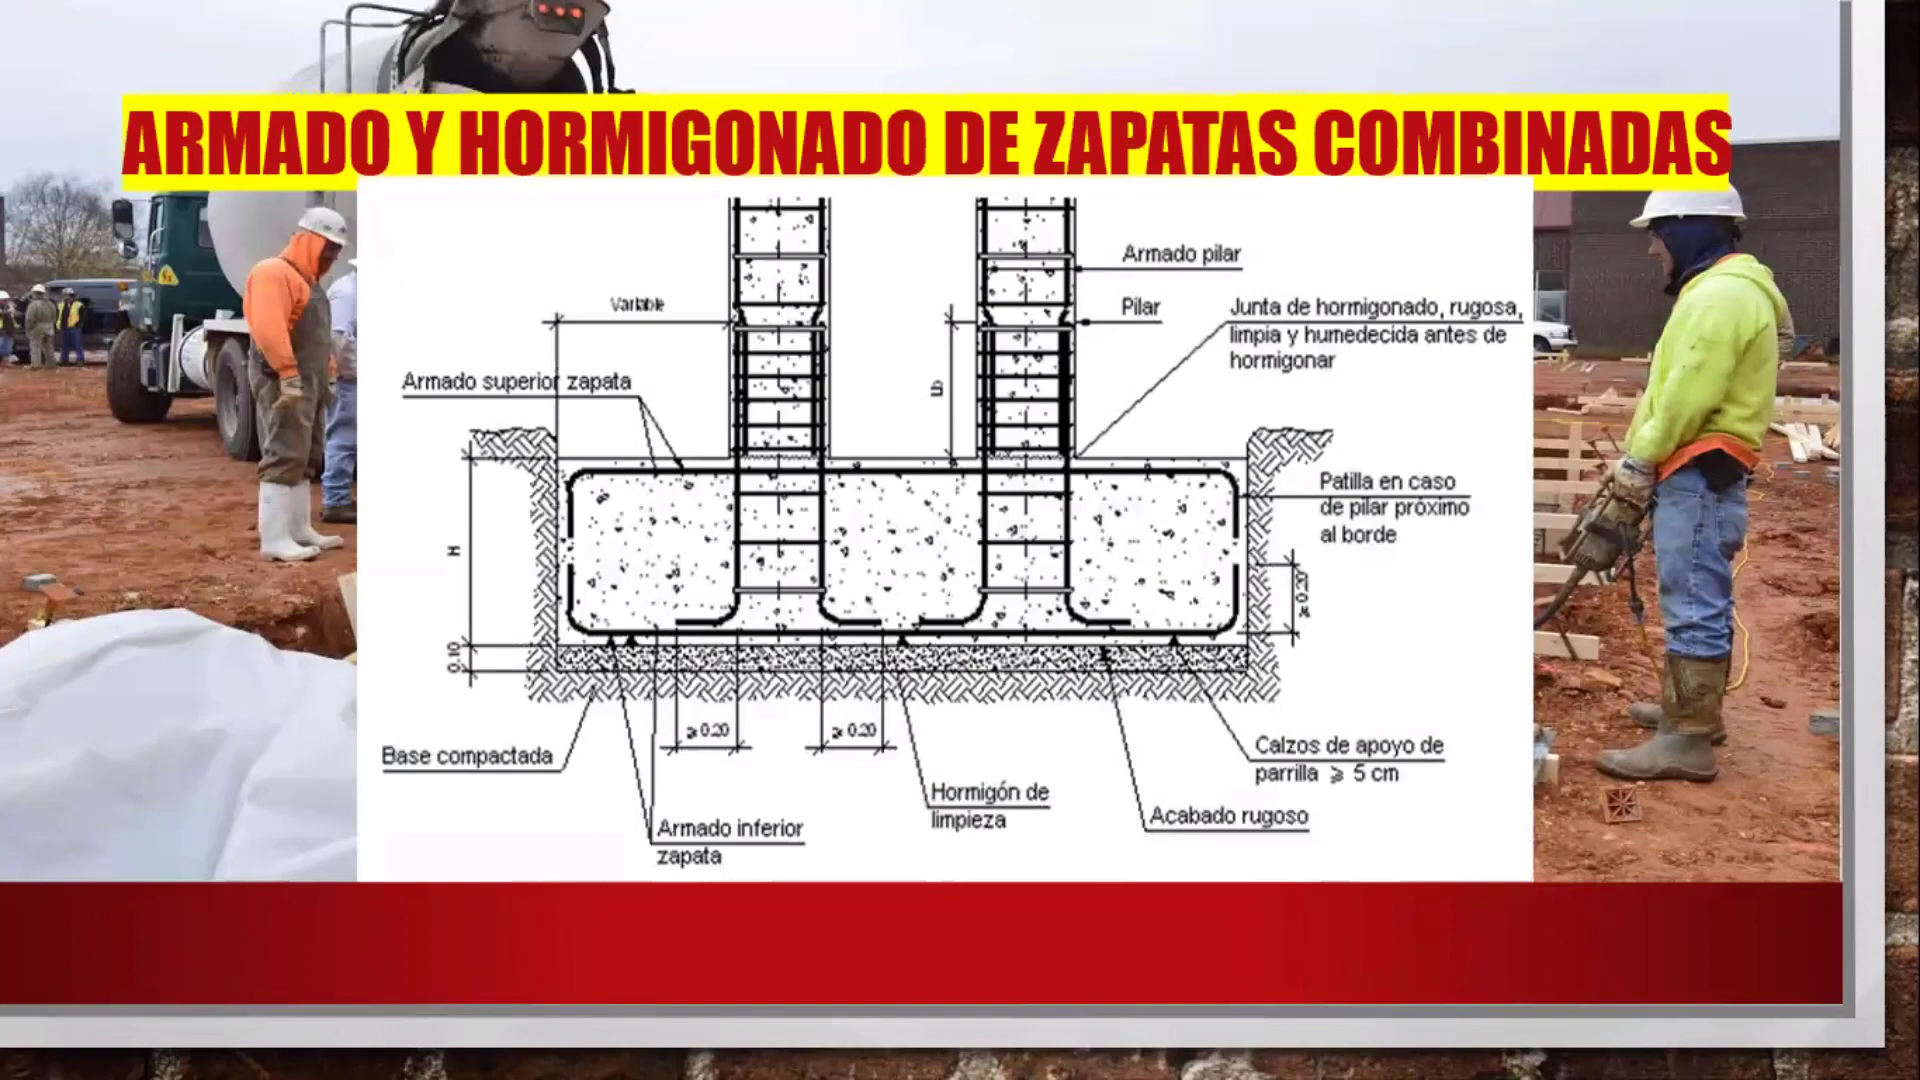 ARMADO Y HORMIGONADO DE ZAPATAS COMBINADAS
Armado pilar
Variable
Pilar
Junta de hormigonado, rugosa,
limpia y humedecida antes de
hormigonar
Armado superior zapata
Lb
Patilla en caso
de pilar próximo
al borde
H
≥ 0.20
0.10
≥ 0.20
≥ 0.20
Base compactada
Calzos de apoyo de
parrilla ≥ 5 cm
Hormigón de
limpieza
Acabado rugoso
Armado inferior
zapata